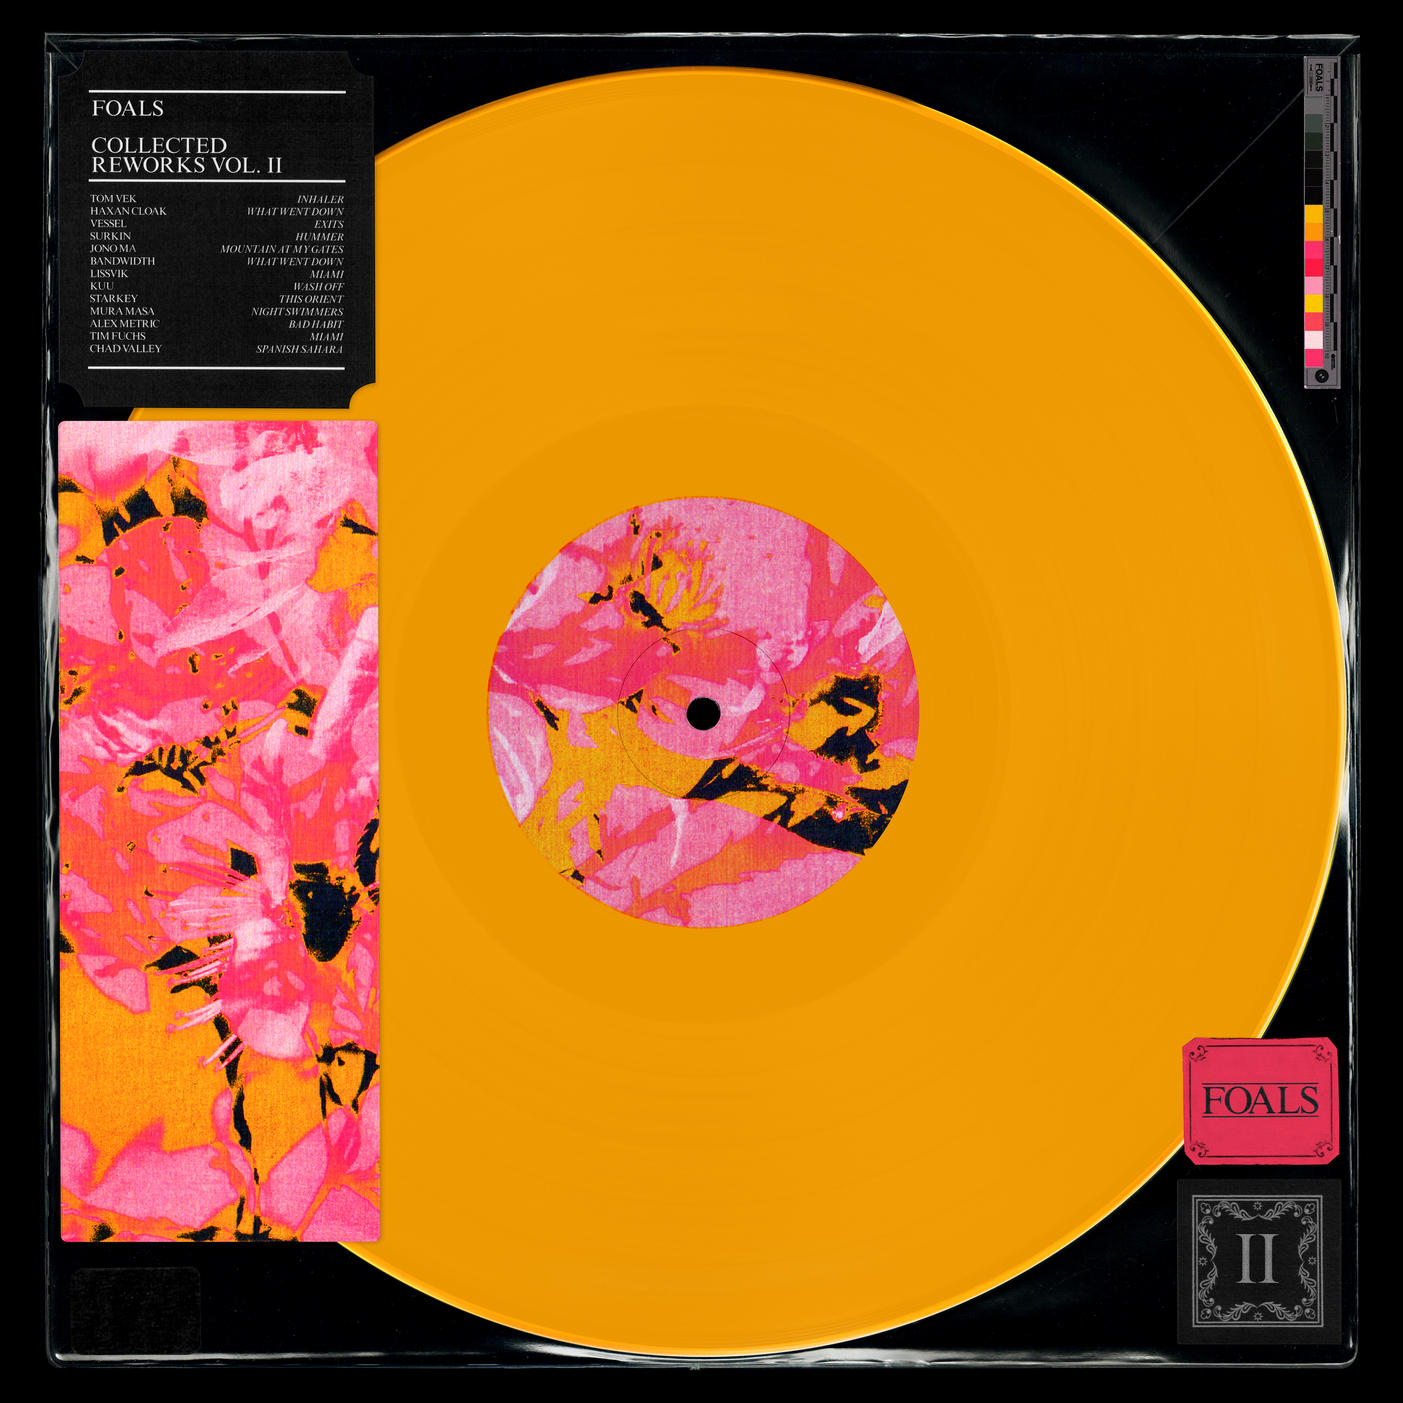 FOALS
COLLECTED
REWORKS VOL. II
TOM VEK INHALER
HAXAN CLOAK WHAT WENT DOWN
VESSEL EXITS
SURKIN HUMMER
JONO MA MOUNTAIN AT MY GATES
BANDWIDTH WHAT WENT DOWN
LISSVIK MIAMI
KUU WASH OFF
STARKEY THIS ORIENT
MURA MASA NIGHT SWIMMERS
ALEX METRIC BAD HABIT
TIM FUCHS MIAMI
CHAD VALLEY SPANISH SAHARA
FOALS
FOALS
II